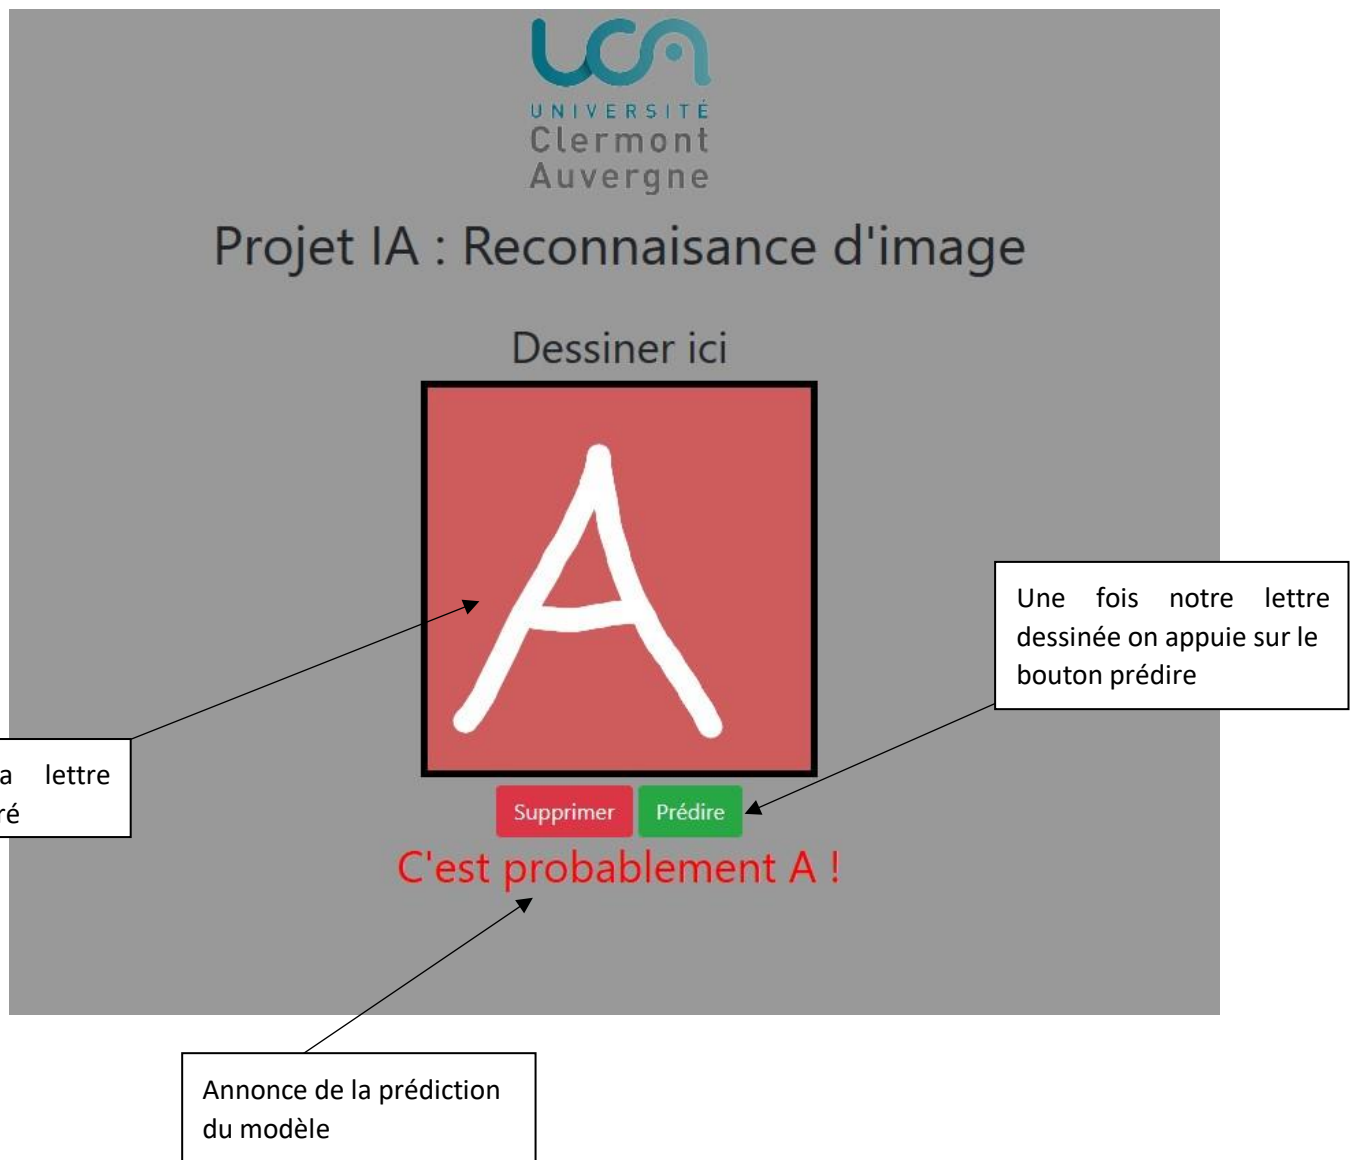 uca
UNIVERSITÉ
Clermont
Auvergne
Projet IA : Reconnaisance d'image
Dessiner ici
A
Une fois notre lettre
dessinée on appuie sur le
bouton prédire
lettre
Supprimer Prédire
C'est probablement A !
Annonce de la prédiction
du modèle